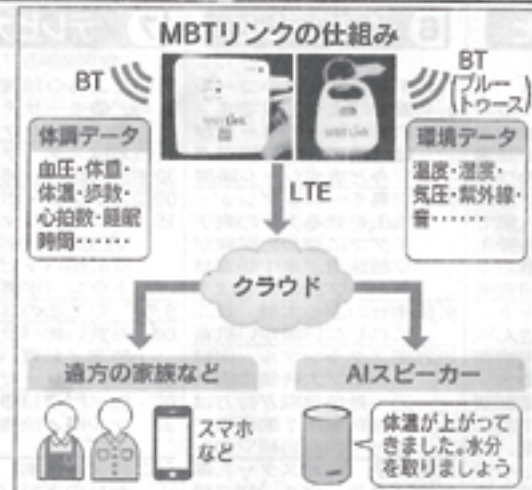 MBTリンクの仕組み
BT
BT
(ブルー
トゥース)
体調データ
血圧・体重・
体温・歩数・
心拍数・睡眠
時間……
環境データ
温度・湿度・
気圧・紫外線・
音……
LTE
クラウド
遠方の家族など
スマホ
など
AIスピーカー
体温が上がって
きました。水分
を取りましょう